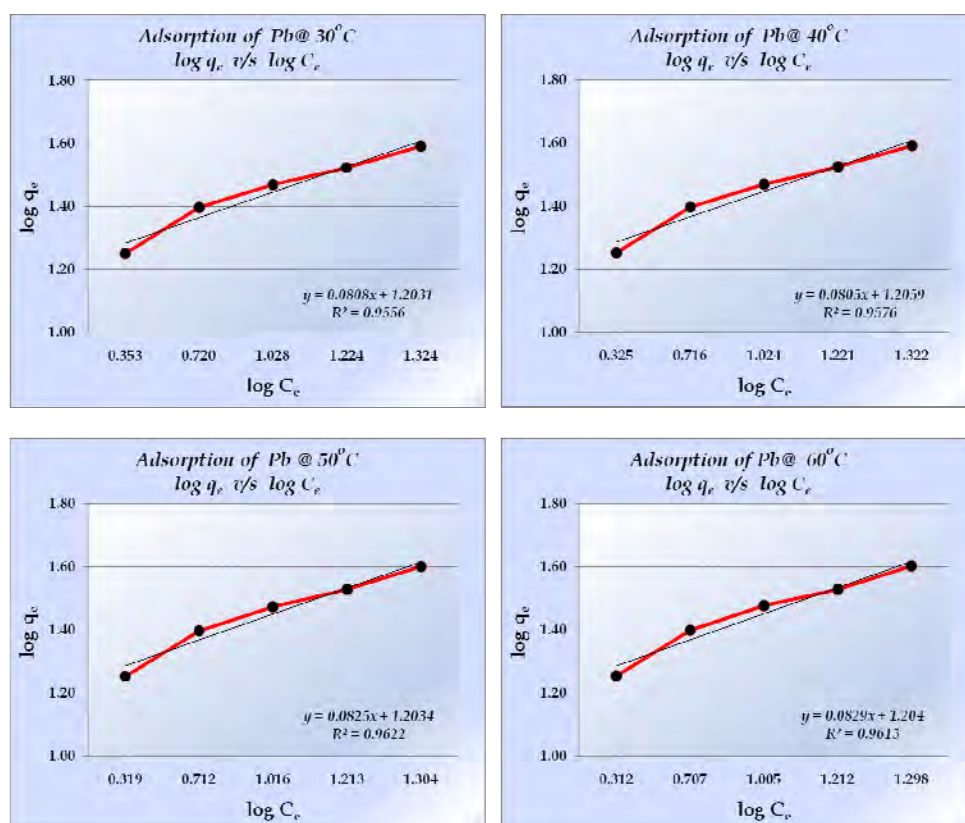 Adsorption of Pb@ 30°C
log qe v/s log Ce
1.80
1.60
1.40
1.20
1.00
log qe
y = 0.0808x + 1.2031
R² = 0.9556
0.353 0.720 1.028 1.224 1.324
log Ce
Adsorption of Pb@ 40°C
log qe v/s log Ce
1.80
1.60
1.40
1.20
1.00
log qe
y = 0.0805x + 1.2059
R² = 0.9576
0.325 0.716 1.021 1.221 1.322
log Ce
Adsorption of Pb @ 50°C
log qe v/s log Ce
1.80
1.60
1.40
1.20
1.00
log qe
y = 0.0825x + 1.2034
R² = 0.9622
0.319 0.712 1.016 1.213 1.304
log Ce
Adsorption of Pb@ 60°C
log qe v/s log Ce
1.80
1.60
1.40
1.20
1.00
log qe
y = 0.0829x + 1.204
R² = 0.9613
0.312 0.707 1.005 1.212 1.298
log Ce